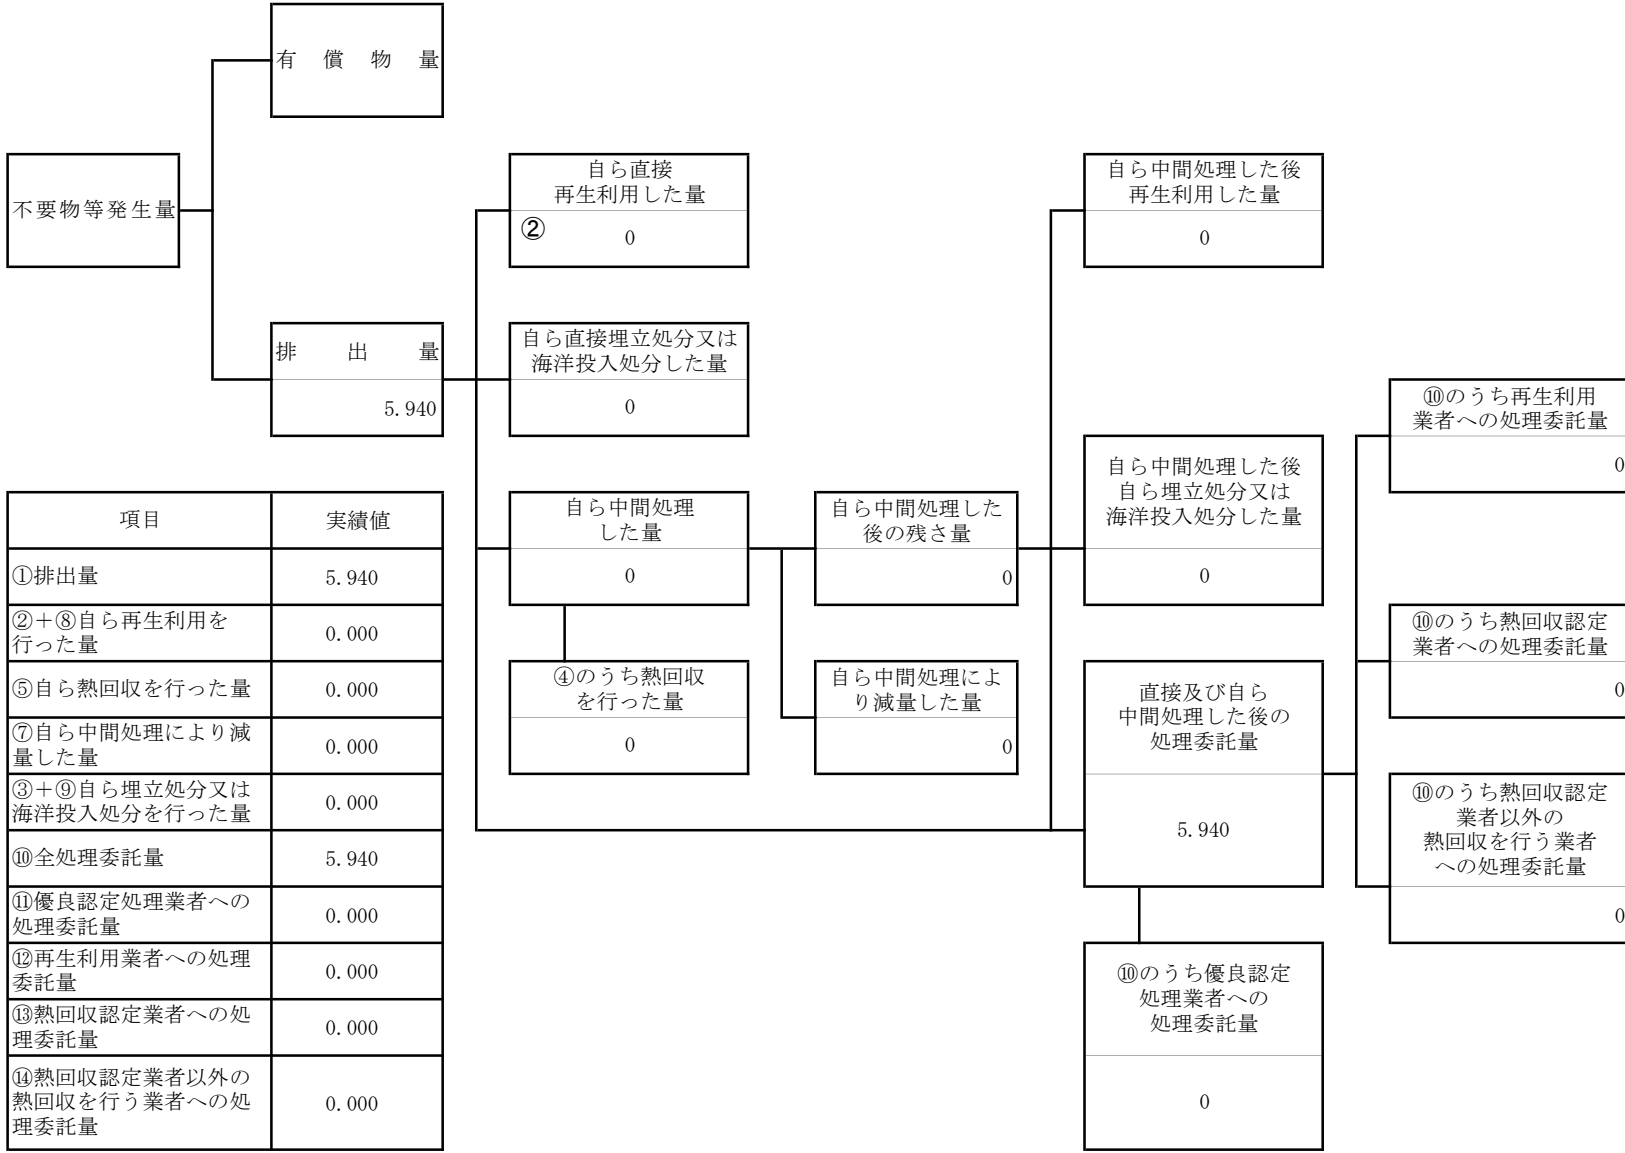 有償物量
不要物等発生量
自ら直接
再生利用した量
②
0
自ら中間処理した後
再生利用した量
0
排出量
5.940
自ら直接埋立処分又は
海洋投入処分した量
0
⑩のうち再生利用
業者への処理委託量
0
自ら中間処理
した量
0
自ら中間処理した
後の残さ量
0
自ら中間処理した後
自ら埋立処分又は
海洋投入処分した量
0
④のうち熱回収
を行った量
0
自ら中間処理によ
り減量した量
0
直接及び自ら
中間処理した後の
処理委託量
5.940
⑩のうち熱回収認定
業者への処理委託量
0
⑩のうち熱回収認定
業者以外の
熱回収を行う業者
への処理委託量
0
⑩のうち優良認定
処理業者への
処理委託量
0
項目 実績値
①排出量 5.940
②＋⑧自ら再生利用を
行った量 0.000
⑤自ら熱回収を行った量 0.000
⑦自ら中間処理により減
量した量 0.000
③＋⑨自ら埋立処分又は
海洋投入処分を行った量 0.000
⑩全処理委託量 5.940
⑪優良認定処理業者への
処理委託量 0.000
⑫再生利用業者への処理
委託量 0.000
⑬熱回収認定業者への処
理委託量 0.000
⑭熱回収認定業者以外の
熱回収を行う業者への処
理委託量 0.000